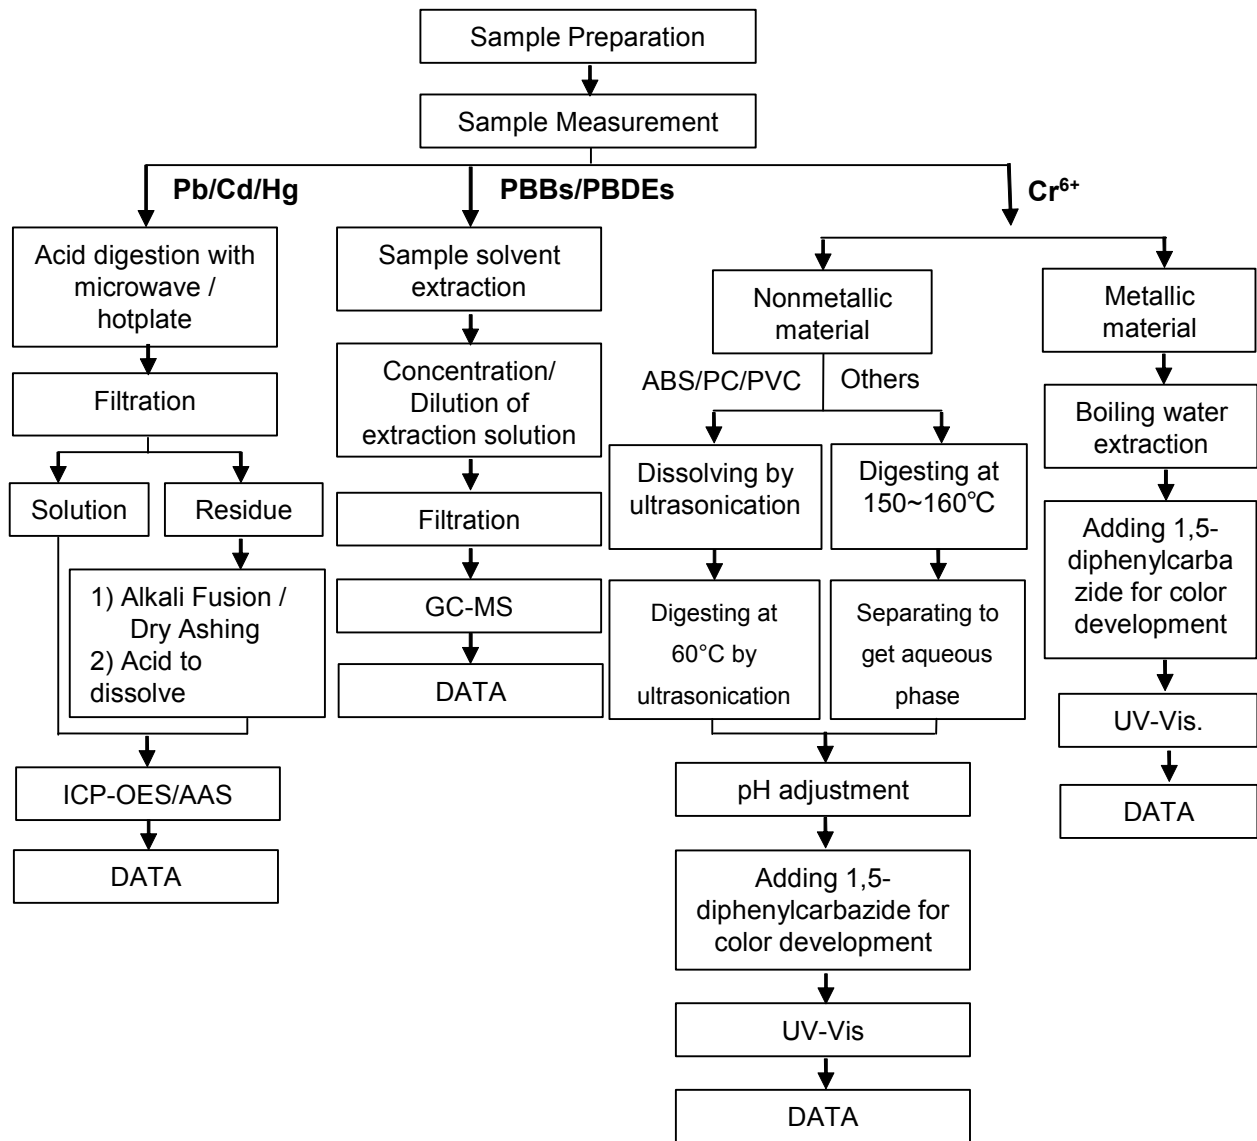 Sample Preparation
Sample Measurement
Pb/Cd/Hg
PBBs/PBDEs
Cr⁶⁺
Acid digestion with
microwave /
hotplate
Filtration
Solution
Residue
1) Alkali Fusion /
Dry Ashing
2) Acid to
dissolve
ICP-OES/AAS
DATA
Sample solvent
extraction
Concentration/
Dilution of
extraction solution
Filtration
GC-MS
DATA
Nonmetallic
material
ABS/PC/PVC
Others
Dissolving by
ultrasonication
Digesting at
60°C by
ultrasonication
Digesting at
150~160℃
Separating to
get aqueous
phase
pH adjustment
Adding 1,5-
diphenylcarbazide for
color development
UV-Vis
DATA
Metallic
material
Boiling water
extraction
Adding 1,5-
diphenylcarba
zide for color
development
UV-Vis.
DATA